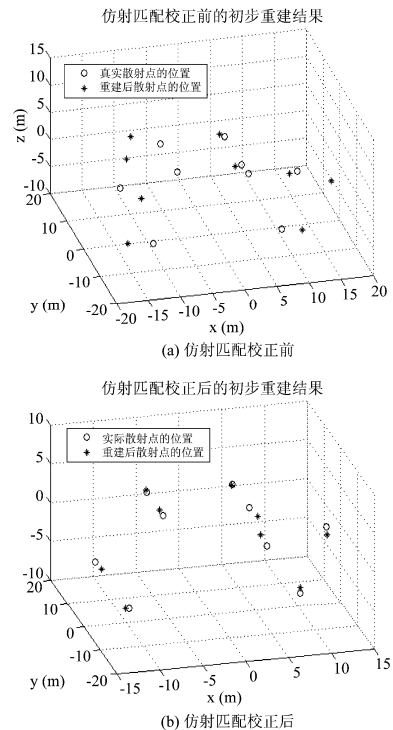 仿射匹配校正前的初步重建结果
15
10
5
0
-5
-10
z (m)
真实散射点的位置
重建后散射点的位置
20
10
0
-10
-20
y (m)
-20
-15
-10
-5
0
5
10
15
20
x (m)
(a) 仿射匹配校正前
仿射匹配校正后的初步重建结果
10
5
0
-5
-10
实际散射点的位置
重建后散射点的位置
20
10
0
-10
-20
y (m)
-15
-10
-5
0
5
10
15
x (m)
(b) 仿射匹配校正后